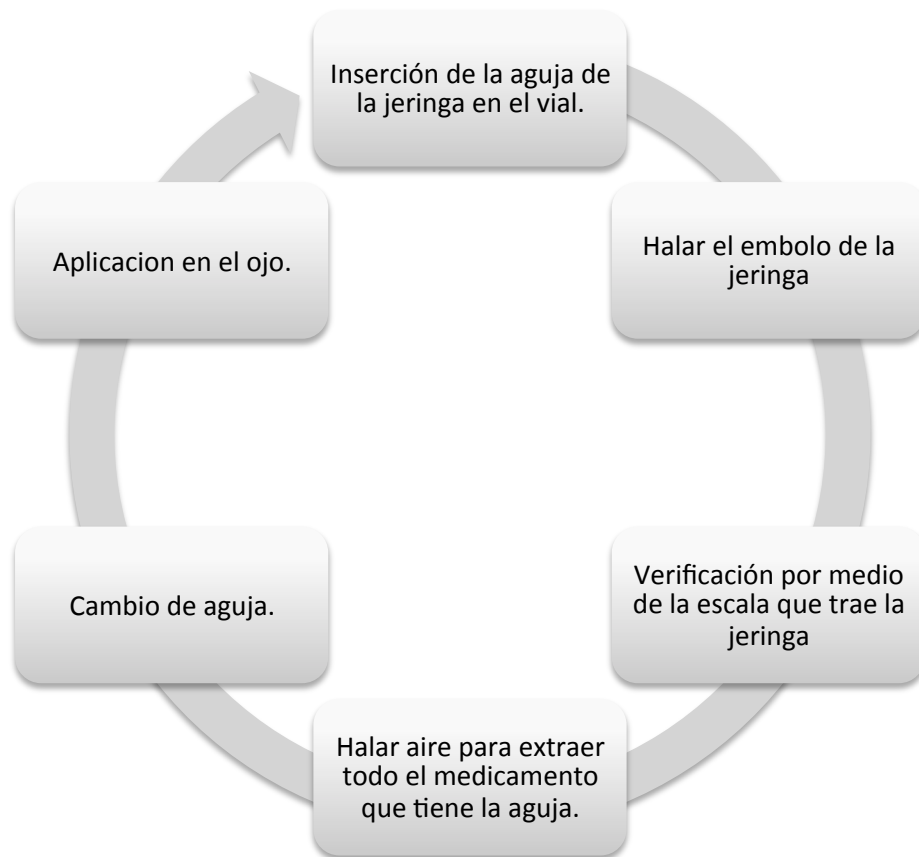 Inserción de la aguja de
la jeringa en el vial.
Halar el embolo de la
jeringa
Verificación por medio
de la escala que trae la
jeringa
Halar aire para extraer
todo el medicamento
que tiene la aguja.
Cambio de aguja.
Aplicacion en el ojo.